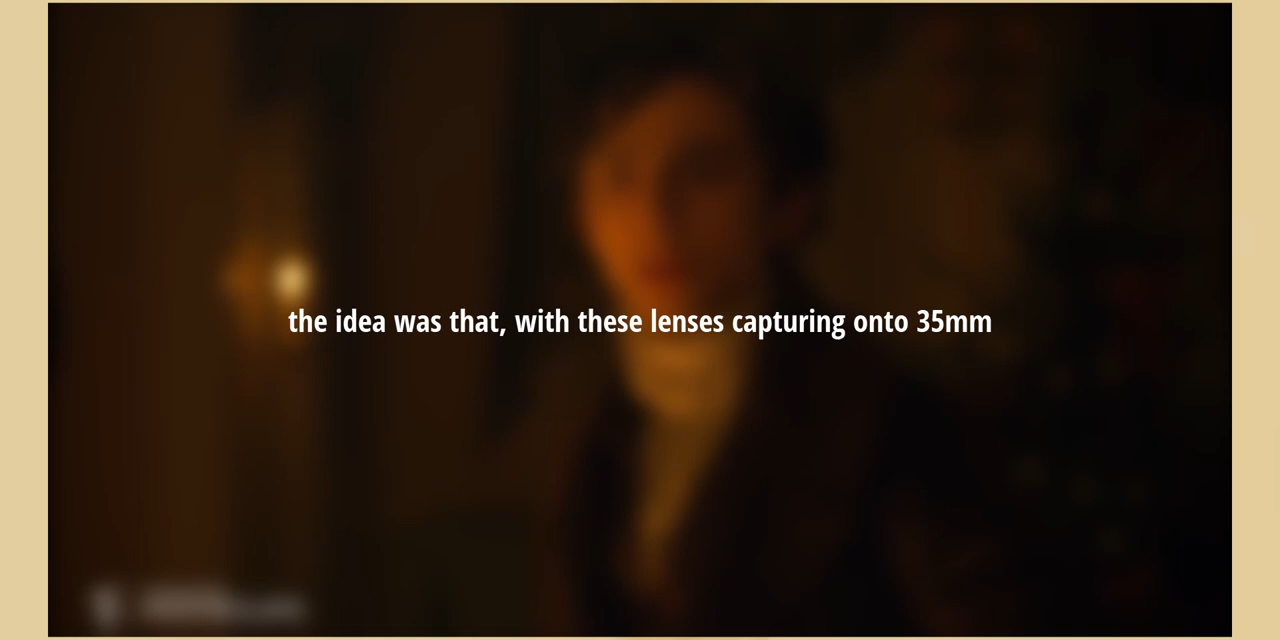 the idea was that, with these lenses capturing onto 35mm